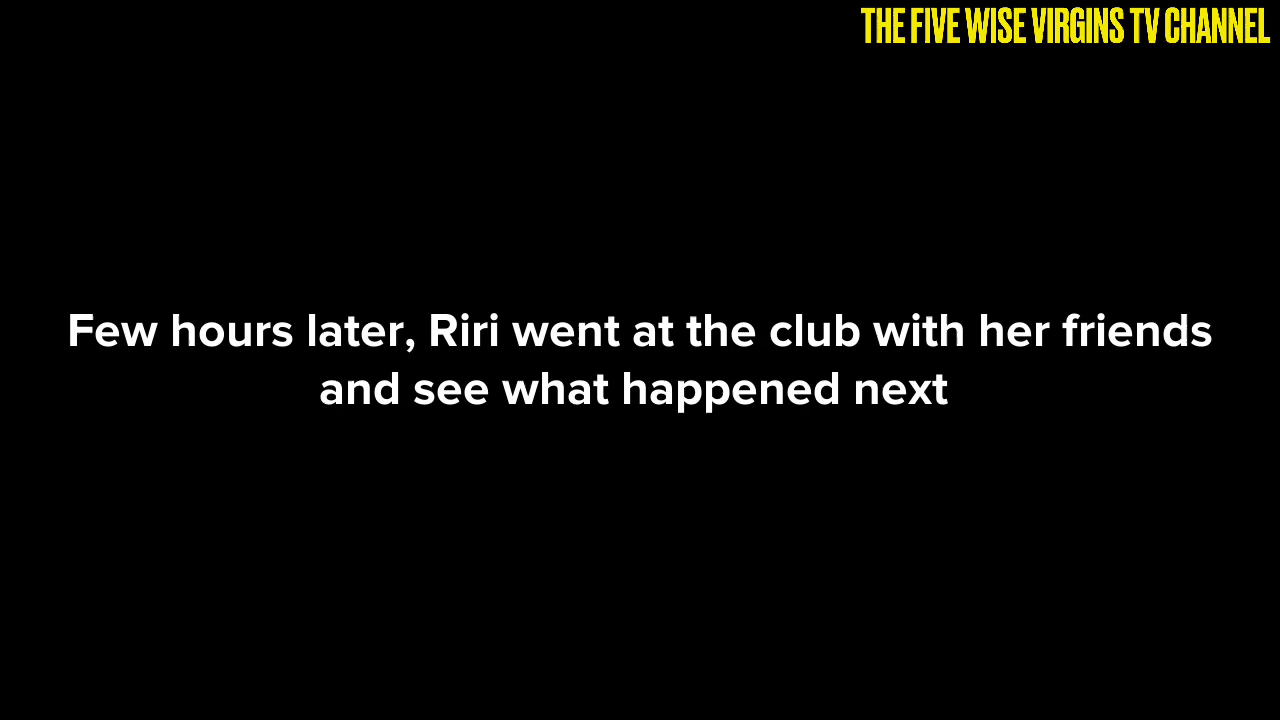 THE FIVE WISE VIRGINS TV CHANNEL
Few hours later, Riri went at the club with her friends
and see what happened next